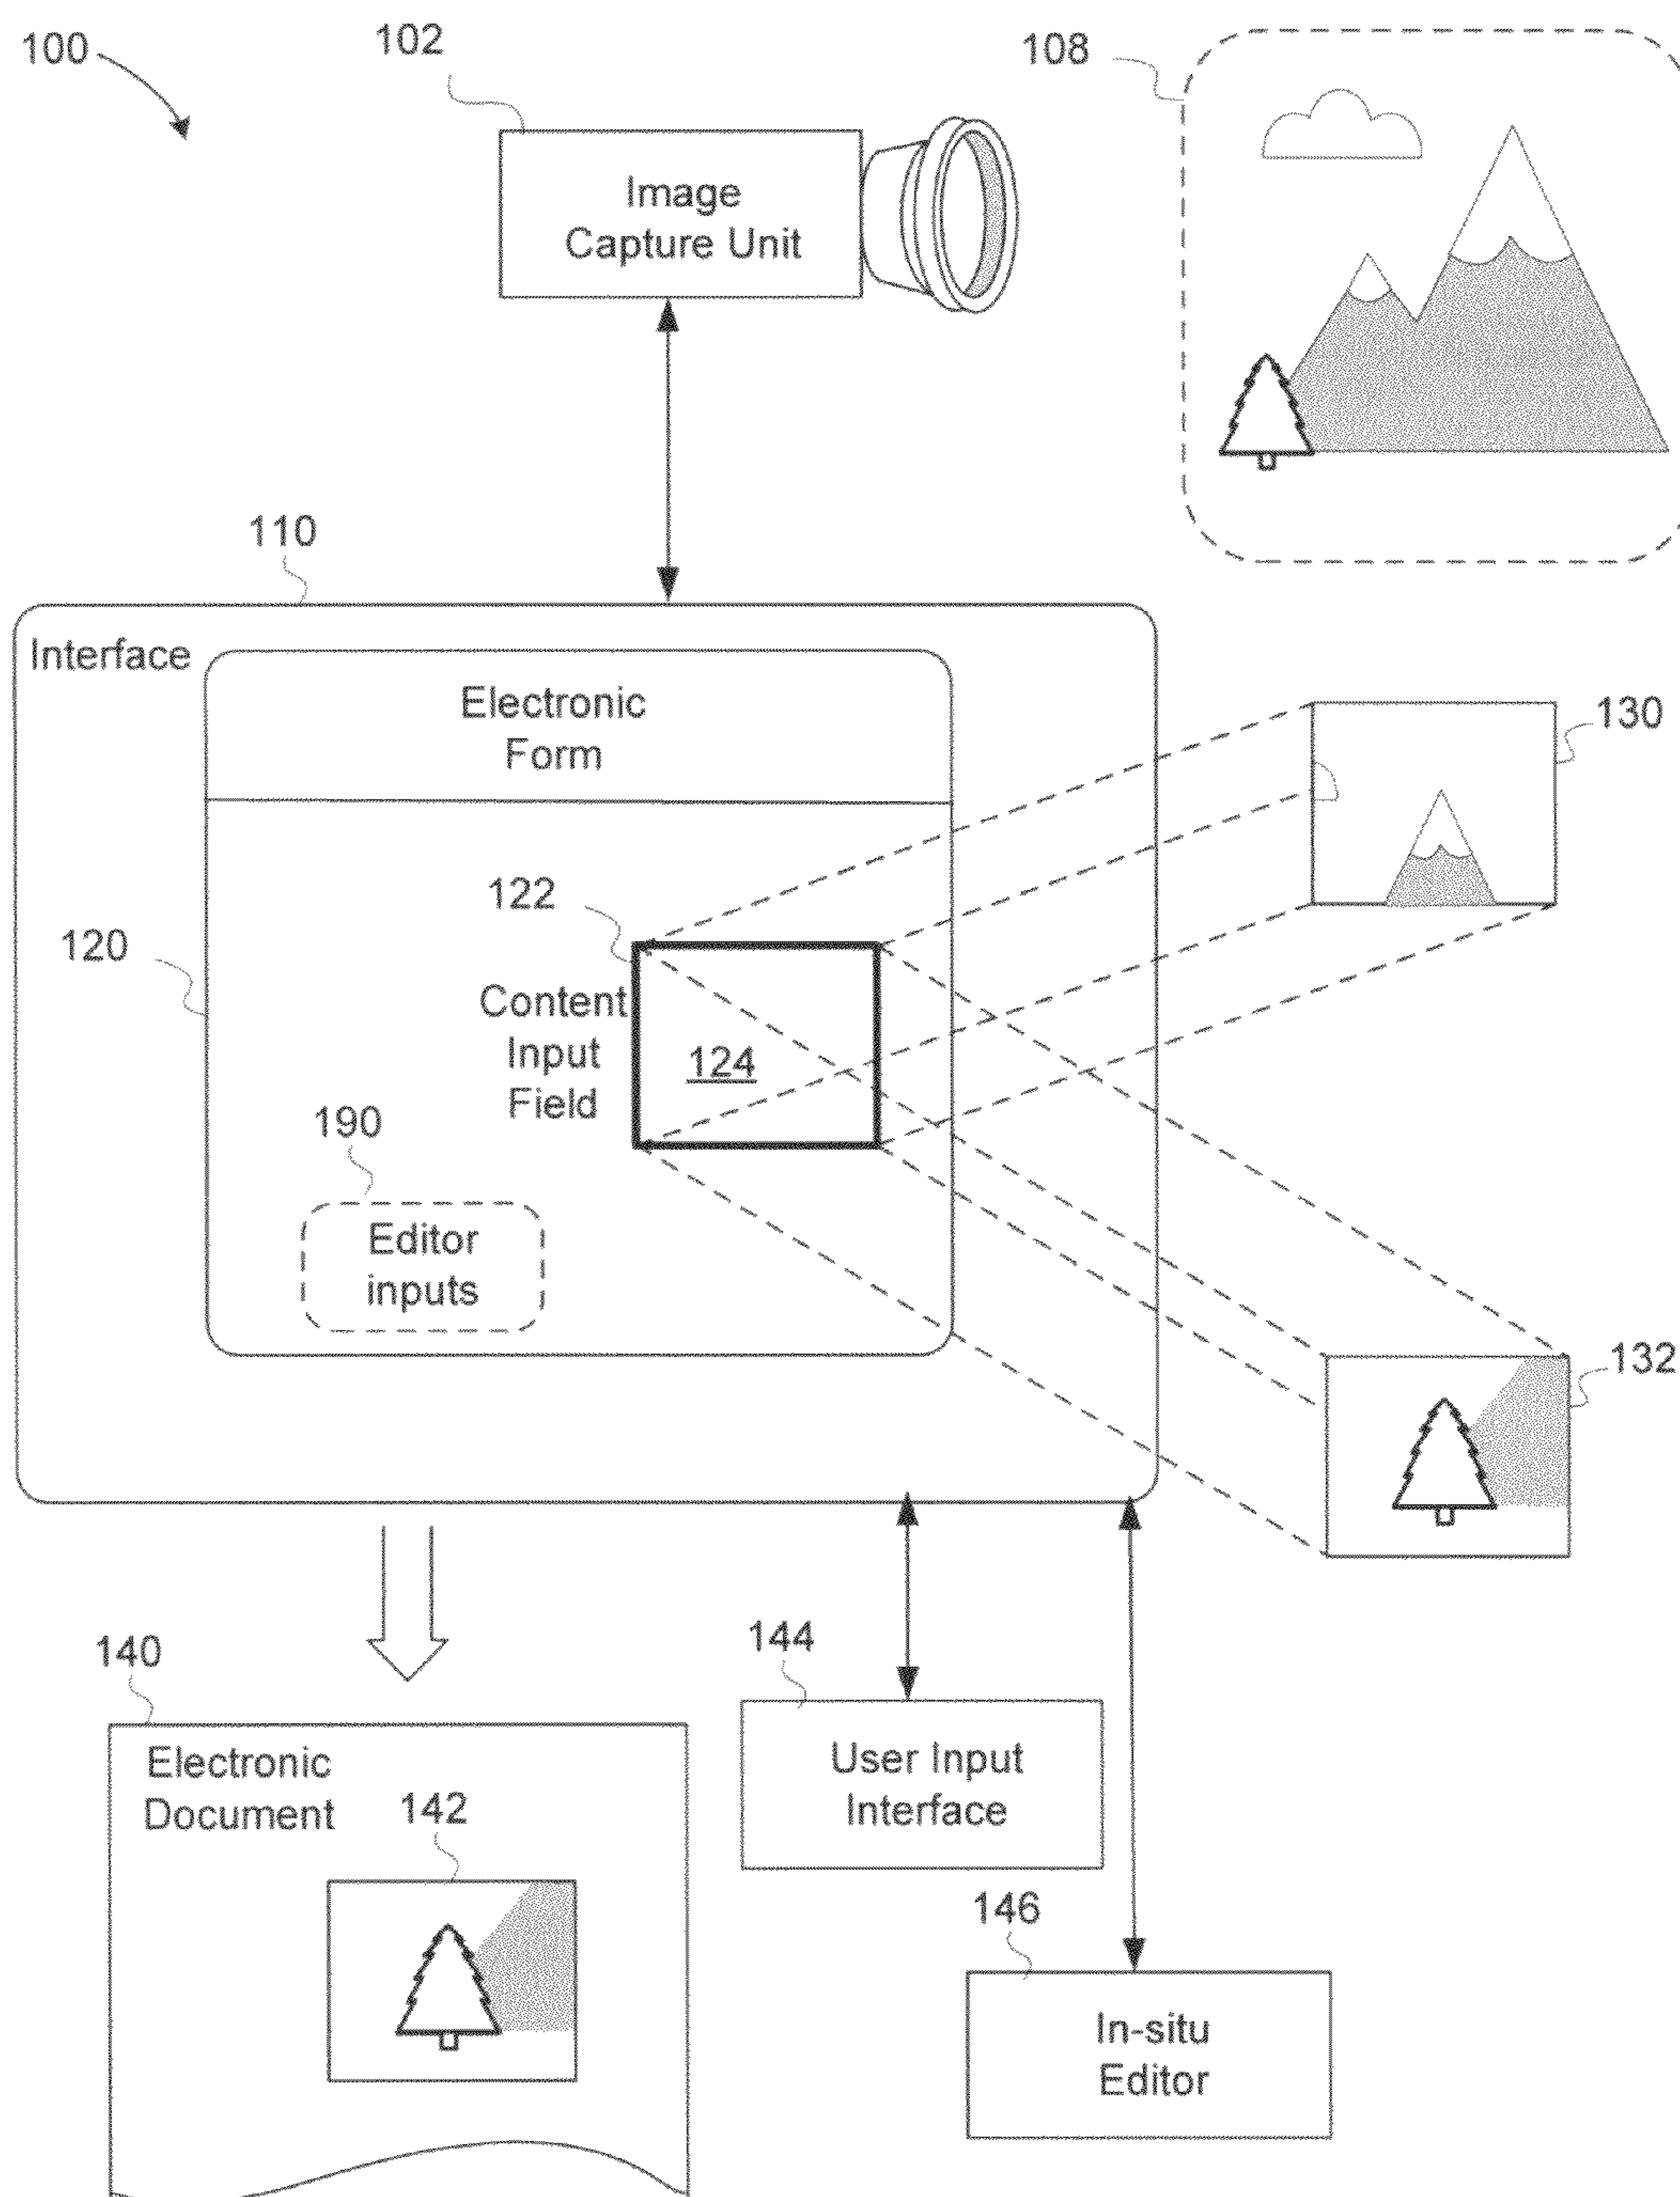 100
102
108
Image
Capture Unit
110
Interface
Electronic
Form
130
122
120
Content
Input
Field
124
190
Editor
inputs
132
140
144
Electronic
Document
142
User Input
Interface
146
In-situ
Editor